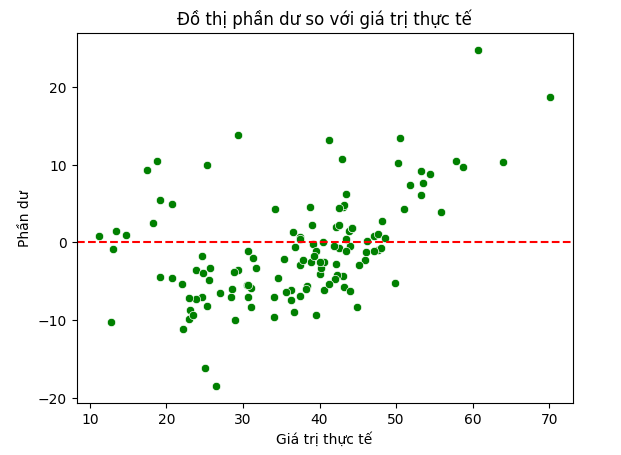 Đồ thị phần dư so với giá trị thực tế
Phần dư
20
10
0
−10
−20
10 20 30 40 50 60 70
Giá trị thực tế